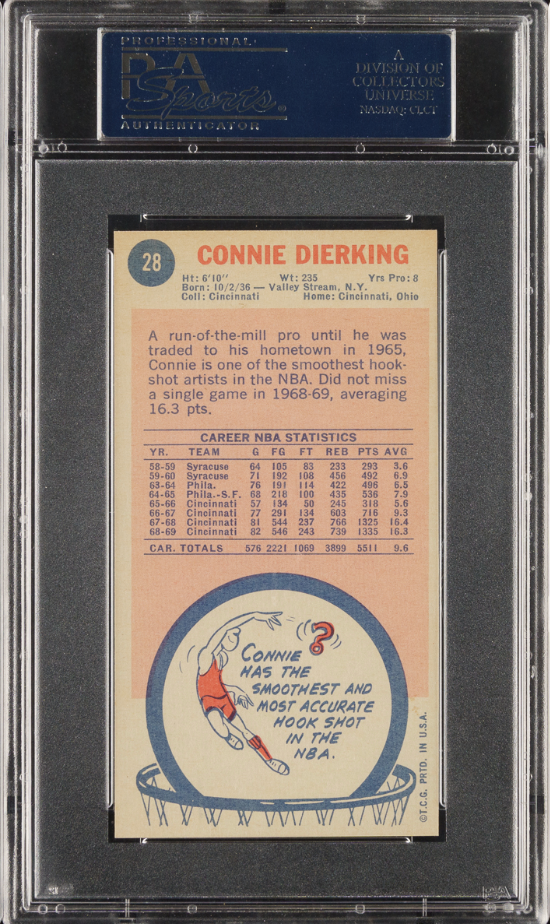 PROFESSIONAL
PSA
Sports
AUTHENTICATOR
A
DIVISION OF
COLLECTORS
UNIVERSE
NASDAQ: CLCT
28
CONNIE DIERKING
Ht: 6'10" Wt: 235 Yrs Pro: 8
Born: 10/2/36 — Valley Stream, N.Y.
Coll: Cincinnati Home: Cincinnati, Ohio
A run-of-the-mill pro until he was
traded to his hometown in 1965,
Connie is one of the smoothest hook-
shot artists in the NBA. Did not miss
a single game in 1968-69, averaging
16.3 pts.
CAREER NBA STATISTICS
YR. TEAM G FG FT REB PTS AVG
58-59 Syracuse 64 105 83 233 293 3.6
59-60 Syracuse 71 192 108 456 492 6.9
63-64 Phila. 76 191 114 422 496 6.5
64-65 Phila.-S.F. 68 218 100 435 536 7.9
65-66 Cincinnati 57 134 50 245 318 5.6
66-67 Cincinnati 77 291 134 603 716 9.3
67-68 Cincinnati 81 544 237 766 1325 16.4
68-69 Cincinnati 82 546 243 739 1335 16.3
CAR. TOTALS 576 2221 1069 3899 5511 9.6
?
CONNIE
HAS THE
SMOOTHEST AND
MOST ACCURATE
HOOK SHOT
IN THE
NBA.
©T.C.G. PRTD. IN U.S.A.
PSA